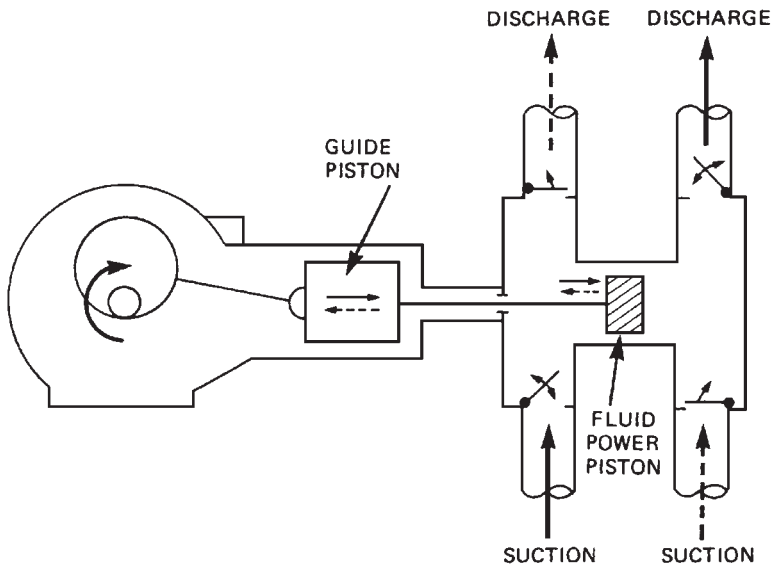 DISCHARGE
DISCHARGE
GUIDE
PISTON
FLUID
POWER
PISTON
SUCTION
SUCTION